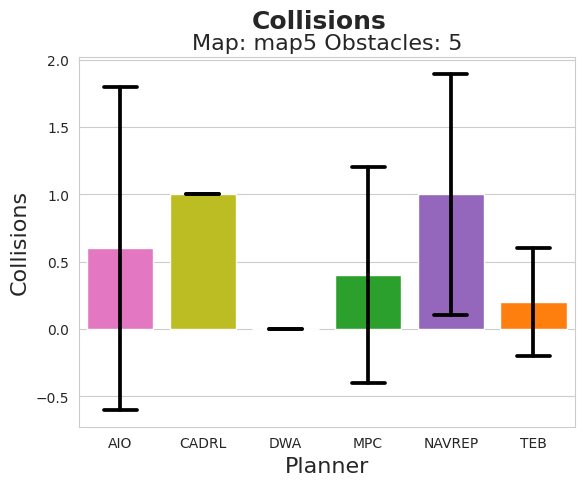 Collisions
Map: map5 Obstacles: 5
2.0
1.5
1.0
0.5
0.0
−0.5
Collisions
AIO CADRL DWA MPC NAVREP TEB
Planner